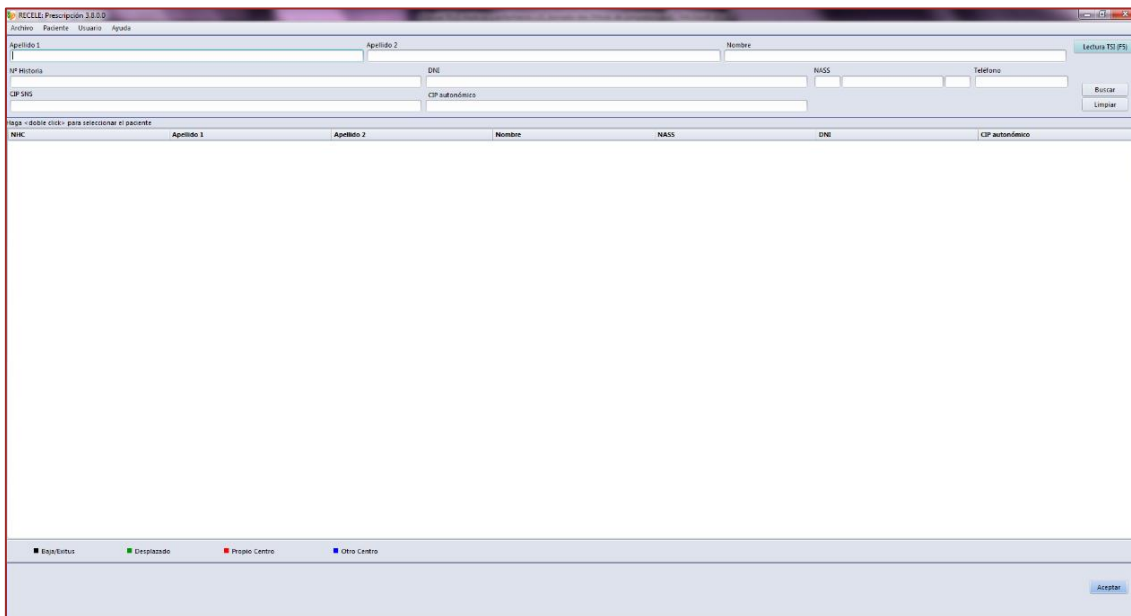 RECELE: Prescripción 3.8.0.0
Archivo Paciente Usuario Ayuda
Apellido 1 Apellido 2 Nombre
Lectura TSI (F5)
Nº Historia DNI NASS Teléfono
Buscar
CIP SNS CIP autonómico
Limpiar
Haga <doble click> para seleccionar el paciente
NHC Apellido 1 Apellido 2 Nombre NASS DNI CIP autonómico
Baja/Exitus Desplazado Propio Centro Otro Centro
Aceptar